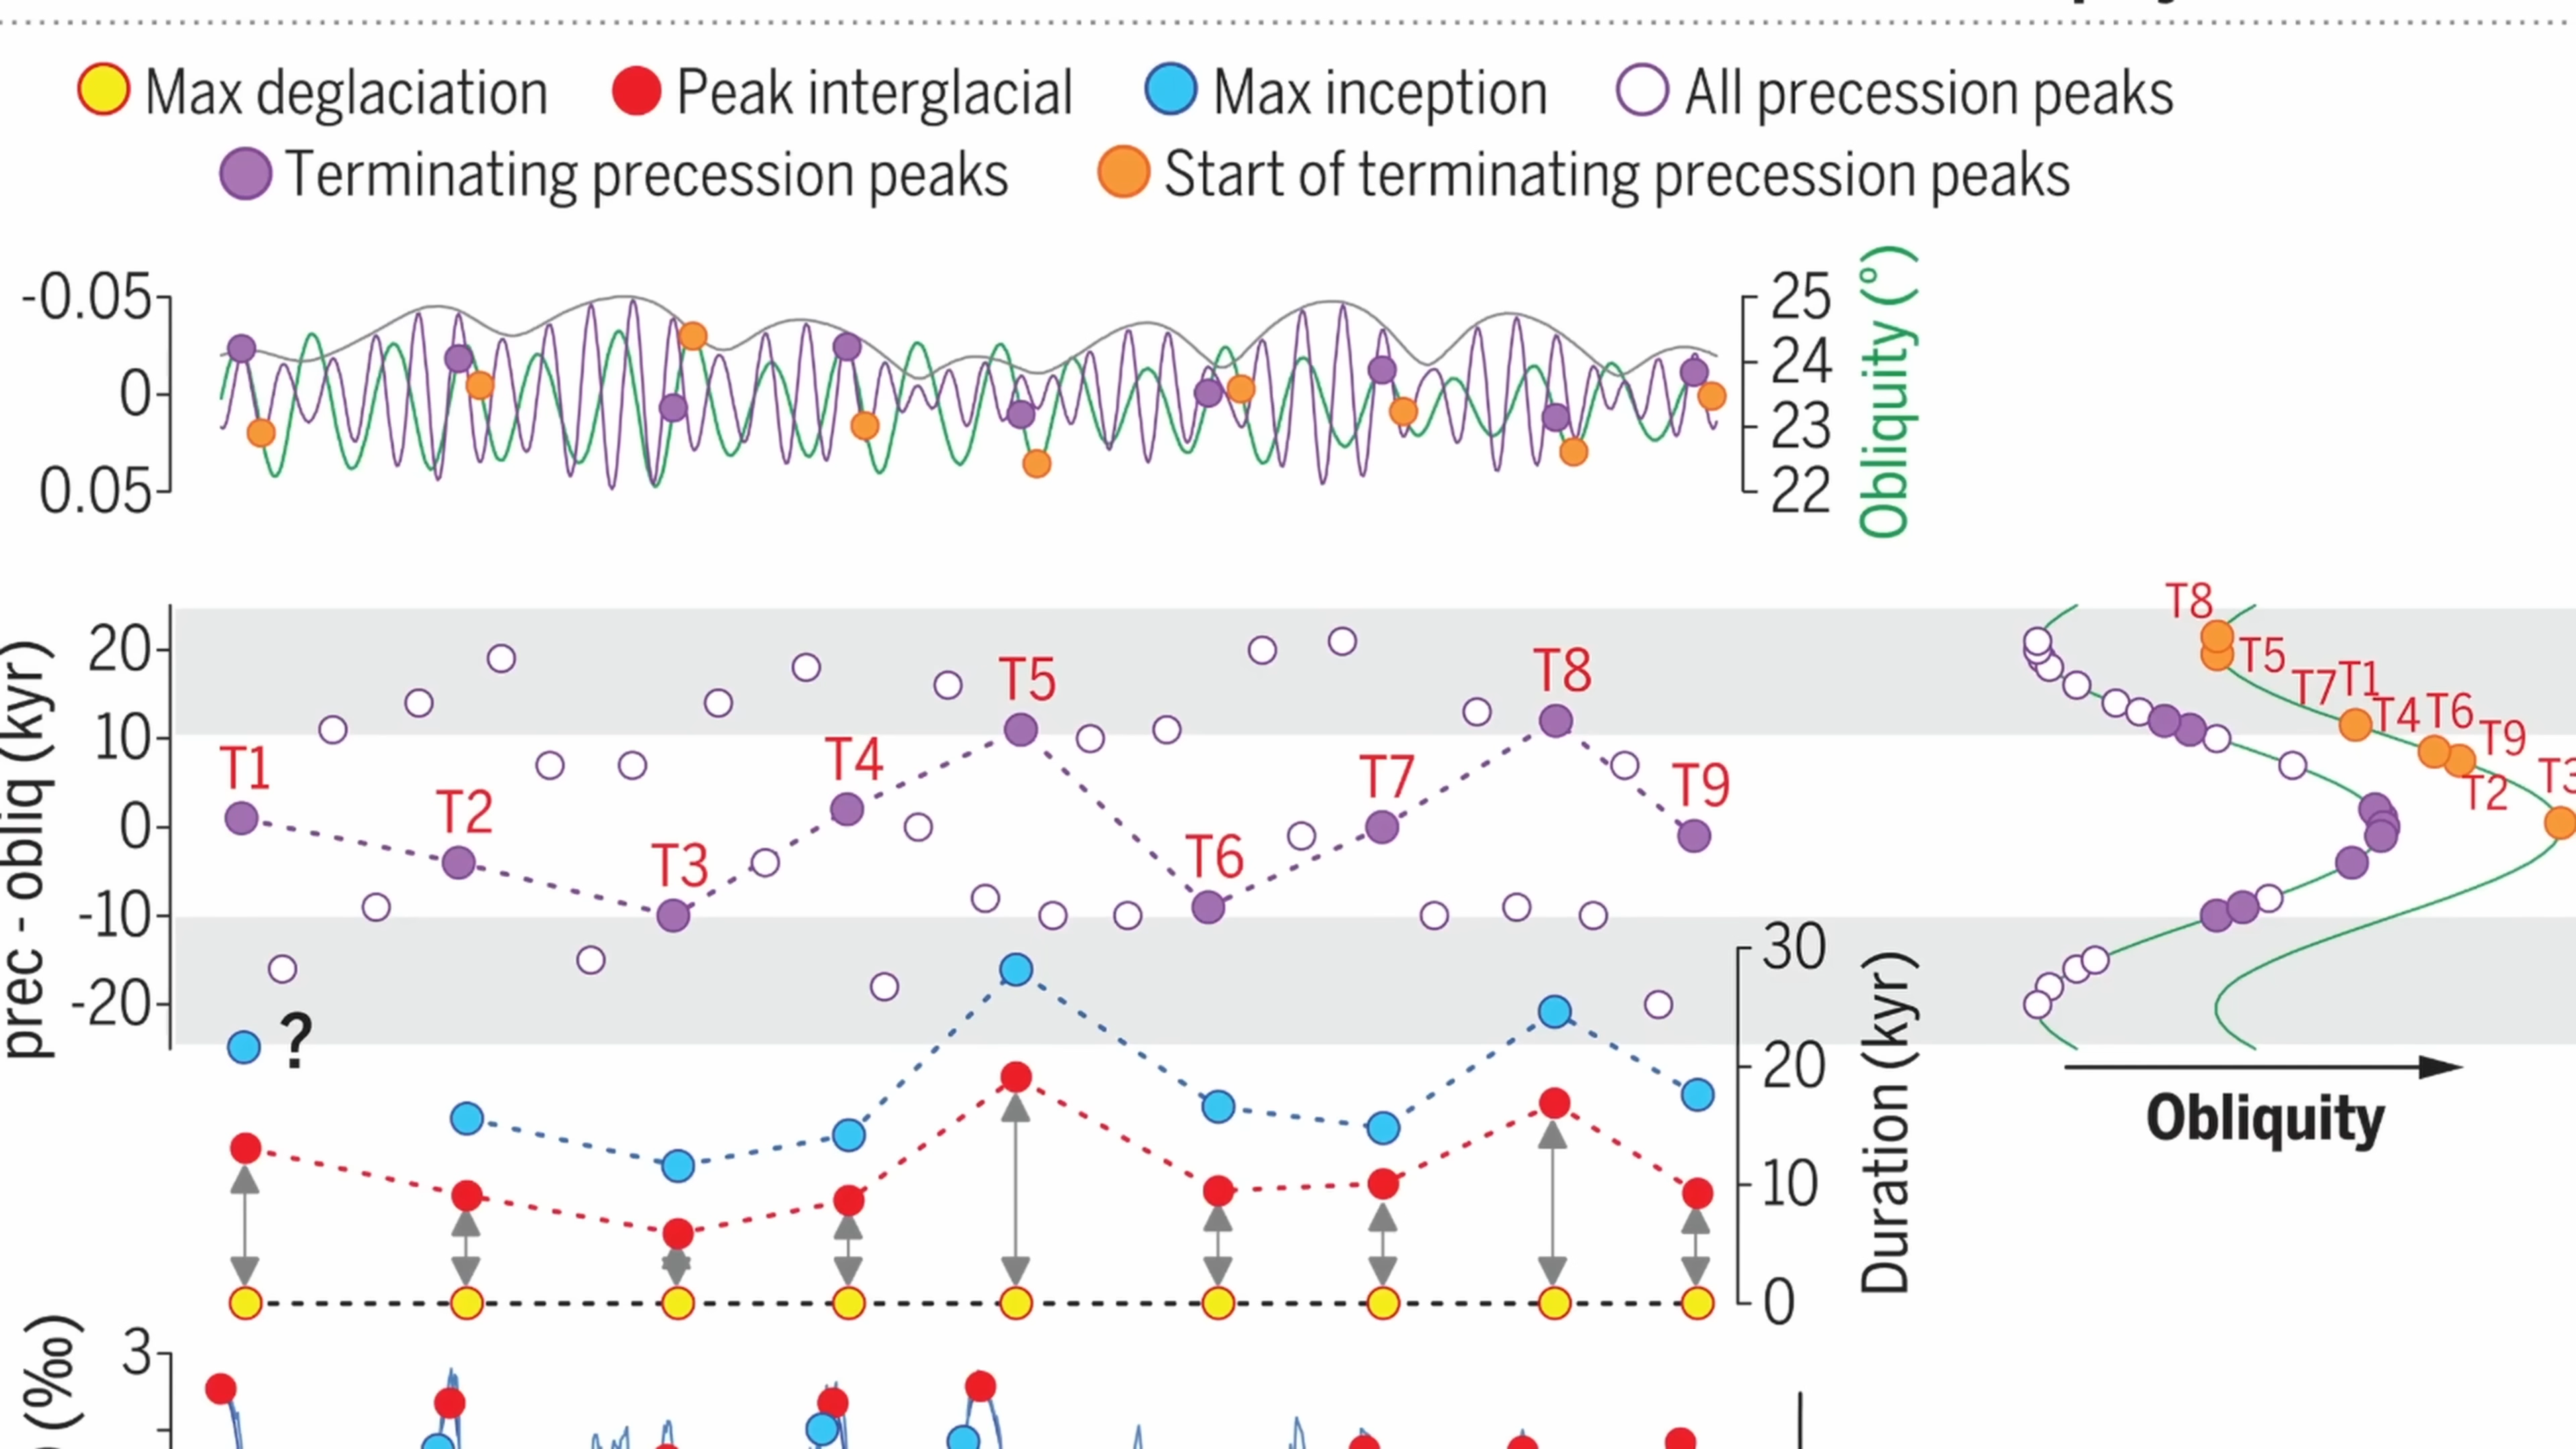 Max deglaciation Peak interglacial Max inception All precession peaks
Terminating precession peaks Start of terminating precession peaks
-0.05
0
0.05
25
24
23
22
Obliquity (°)
prec - obliq (kyr)
20
10
0
-10
-20
T1
T2
T3
T4
T5
T6
T7
T8
T9
?
30
20
10
0
Duration (kyr)
T8
T5
T7
T1
T4
T6
T9
T2
T3
Obliquity
3
(‰)